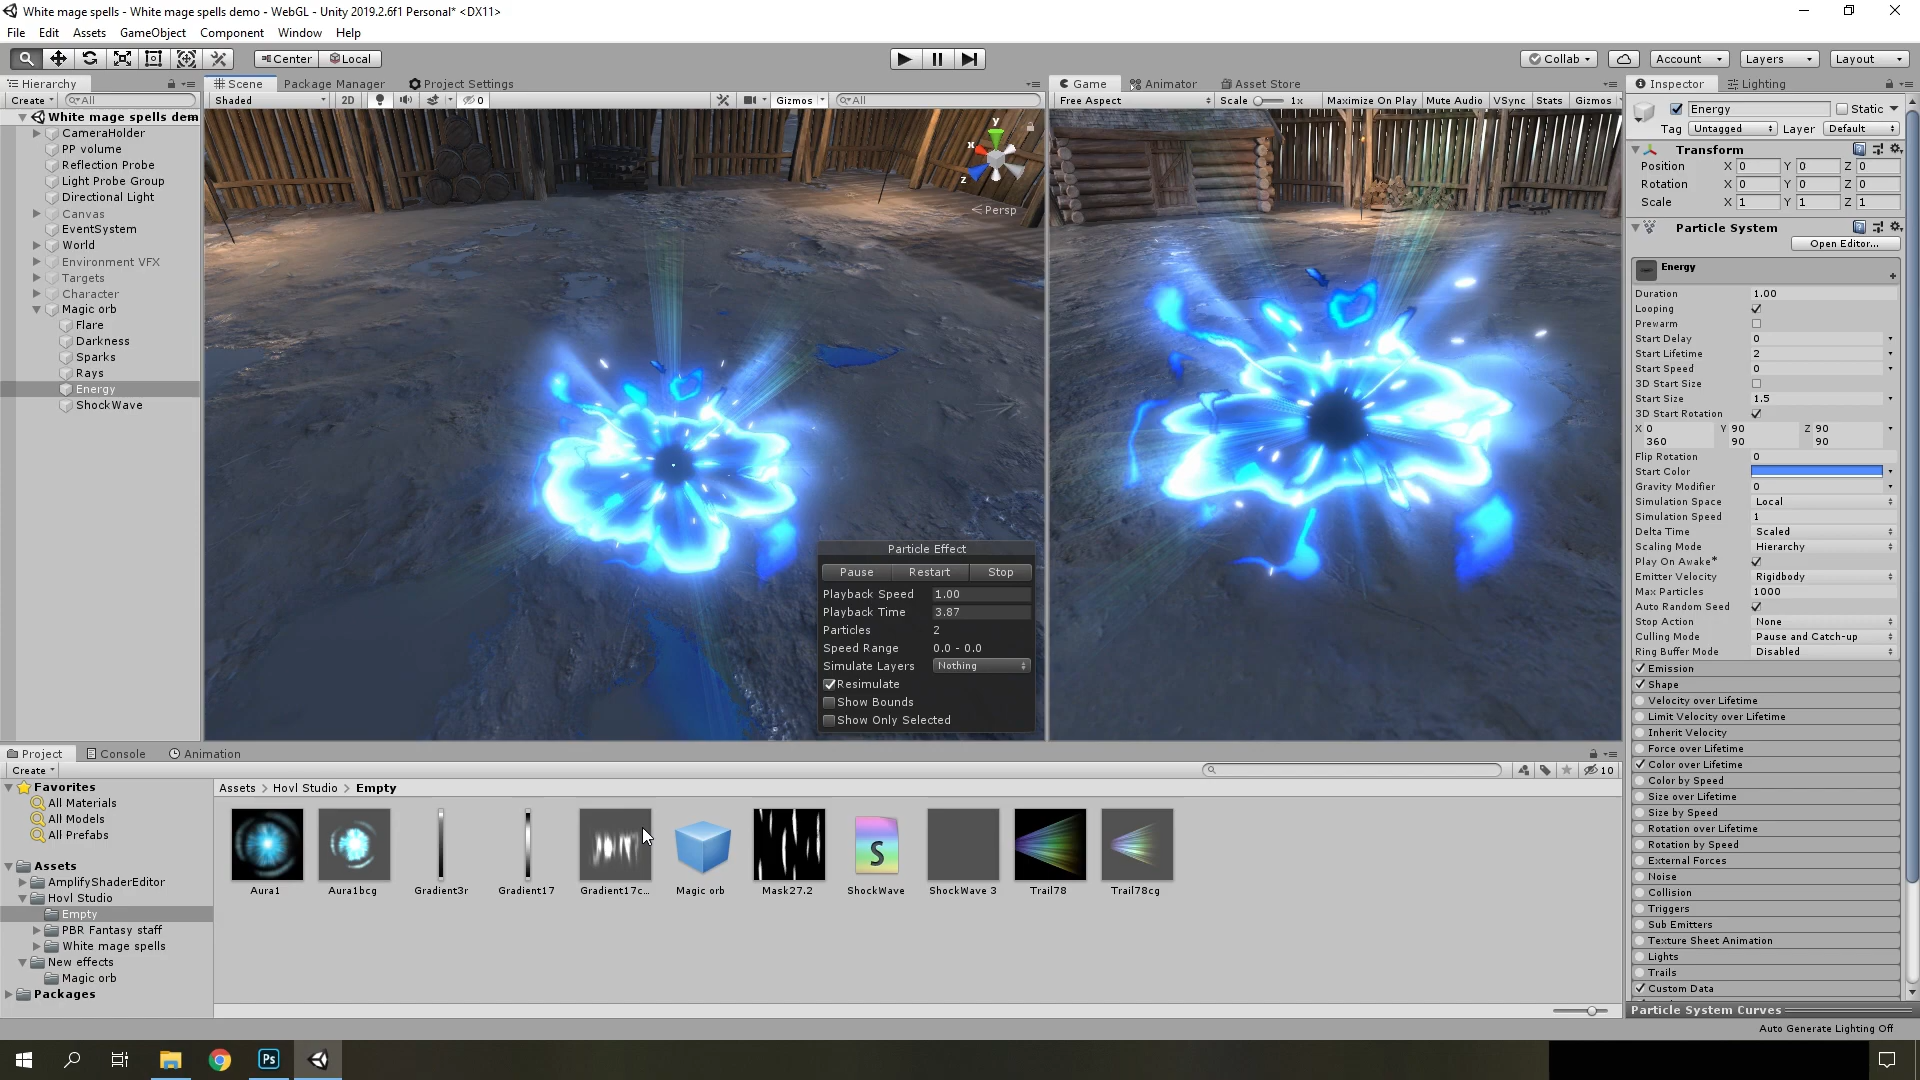 White mage spells - White mage spells demo - WebGL - Unity 2019.2.6f1 Personal* <DX11>
File Edit Assets GameObject Component Window Help
Center Local Collab Account Layers Layout
Hierarchy Scene Package Manager Project Settings Game Animator Asset Store Inspector Lighting
Create All Shaded 2D 0 Gizmos All Free Aspect Scale 1x Maximize On Play Mute Audio VSync Stats Gizmos
White mage spells dem
CameraHolder
PP volume
Reflection Probe
Light Probe Group
Directional Light
Canvas
EventSystem
World
Environment VFX
Targets
Character
Magic orb
Flare
Darkness
Sparks
Rays
Energy
ShockWave
y
x
z
Persp
Particle Effect
Pause Restart Stop
Playback Speed 1.00
Playback Time 3.87
Particles 2
Speed Range 0.0 - 0.0
Simulate Layers Nothing
Resimulate
Show Bounds
Show Only Selected
Energy Static
Tag Untagged Layer Default
Transform
Position X 0 Y 0 Z 0
Rotation X 0 Y 0 Z 0
Scale X 1 Y 1 Z 1
Particle System
Open Editor...
Energy
Duration 1.00
Looping
Prewarm
Start Delay 0
Start Lifetime 2
Start Speed 0
3D Start Size
Start Size 1.5
3D Start Rotation
X 0 Y 90 Z 90
360 90 90
Flip Rotation 0
Start Color
Gravity Modifier 0
Simulation Space Local
Simulation Speed 1
Delta Time Scaled
Scaling Mode Hierarchy
Play On Awake*
Emitter Velocity Rigidbody
Max Particles 1000
Auto Random Seed
Stop Action None
Culling Mode Pause and Catch-up
Ring Buffer Mode Disabled
Emission
Shape
Velocity over Lifetime
Limit Velocity over Lifetime
Inherit Velocity
Force over Lifetime
Color over Lifetime
Color by Speed
Size over Lifetime
Size by Speed
Rotation over Lifetime
Rotation by Speed
External Forces
Noise
Collision
Triggers
Sub Emitters
Texture Sheet Animation
Lights
Trails
Custom Data
Particle System Curves
Auto Generate Lighting Off
Project Console Animation
Create 10
Favorites
All Materials
All Models
All Prefabs
Assets
AmplifyShaderEditor
Hovl Studio
Empty
PBR Fantasy staff
White mage spells
New effects
Magic orb
Packages
Assets > Hovl Studio > Empty
S
Aura1 Aura1bcg Gradient3r Gradient17 Gradient17c... Magic orb Mask27.2 ShockWave ShockWave 3 Trail78 Trail78cg
Ps